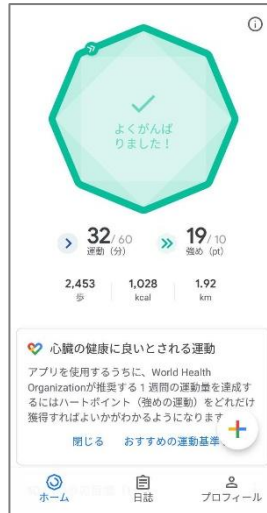 よくがんば
りました！
32/60
運動（分）
19/10
強め（pt）
2,453
歩
1,028
kcal
1.92
km
心臓の健康に良いとされる運動
アプリを使用するうちに、World Health
Organizationが推奨する 1 週間の運動量を達成す
るにはハートポイント（強めの運動）をどれだけ
獲得すればよいかがわかるようになります
閉じる おすすめの運動基準
ホーム 日誌 プロフィール